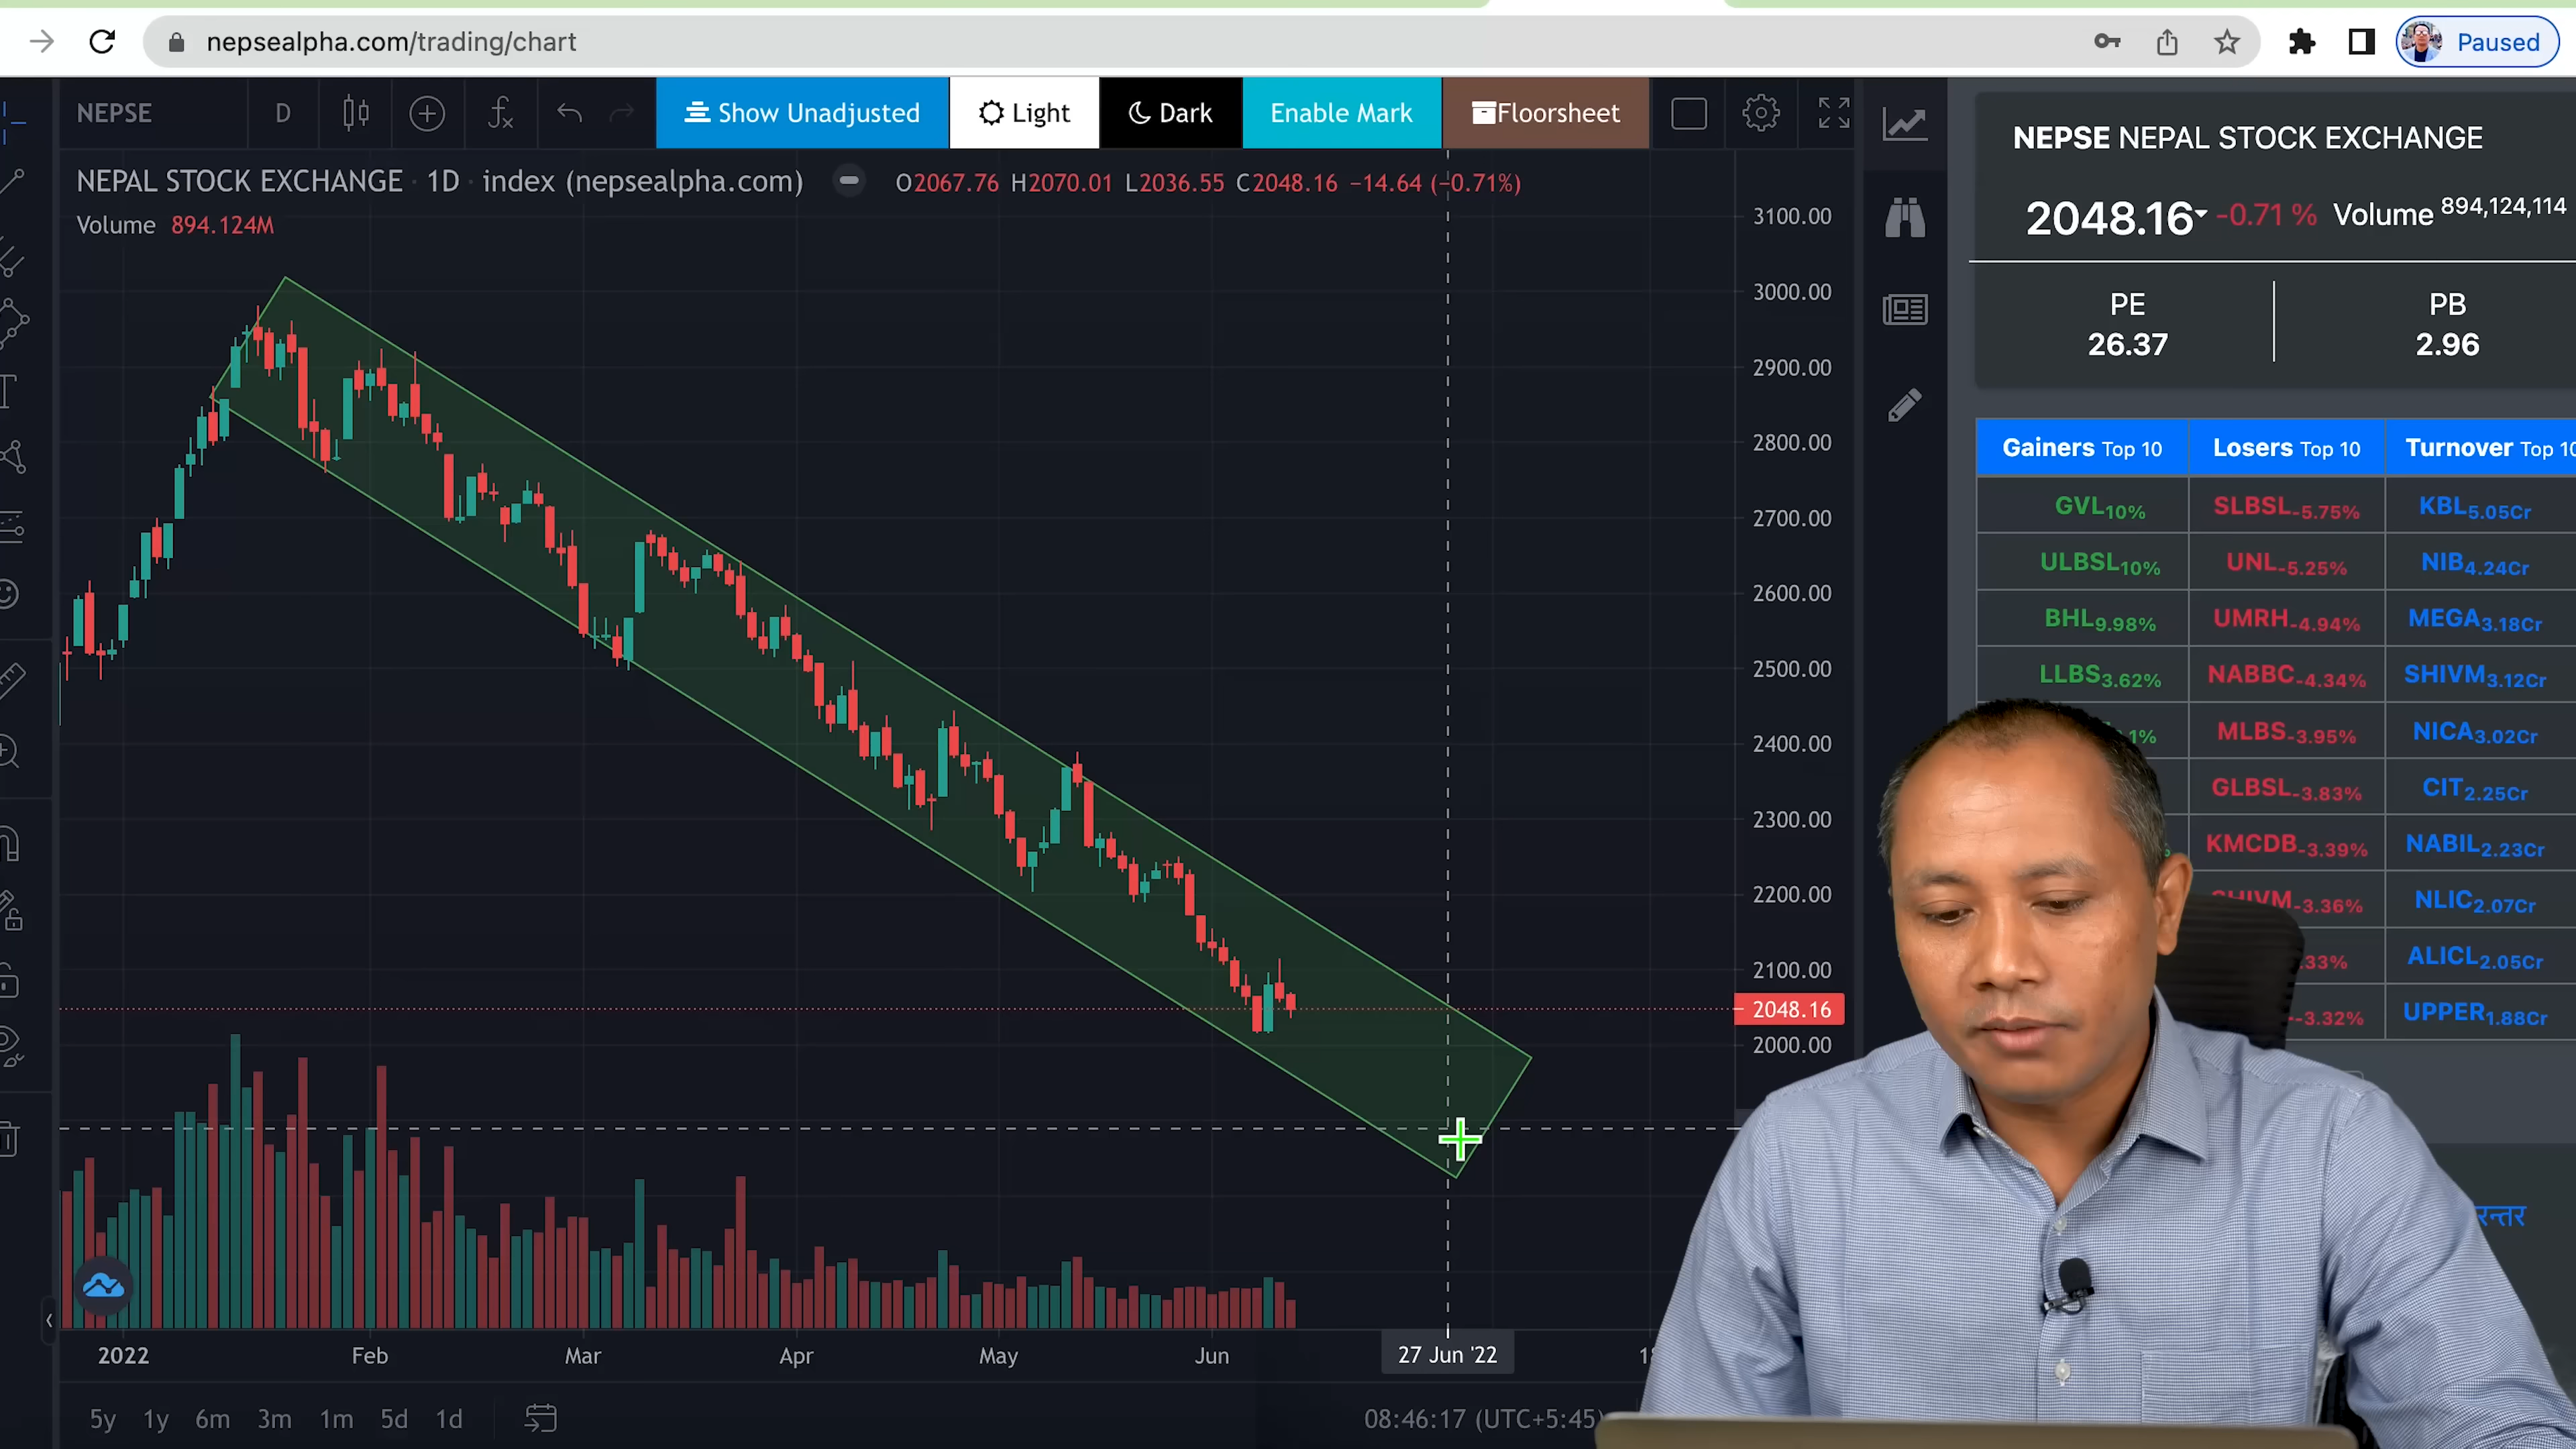 nepsealpha.com/trading/chart
Paused
NEPSE D Show Unadjusted Light Dark Enable Mark Floorsheet
NEPAL STOCK EXCHANGE · 1D · index (nepsealpha.com) O2067.76 H2070.01 L2036.55 C2048.16 −14.64 (−0.71%)
Volume 894.124M
3100.00
3000.00
2900.00
2800.00
2700.00
2600.00
2500.00
2400.00
2300.00
2200.00
2100.00
2048.16
2000.00
2022 Feb Mar Apr May Jun 27 Jun '22
5y 1y 6m 3m 1m 5d 1d
08:46:17 (UTC+5:45)
NEPSE NEPAL STOCK EXCHANGE
2048.16 -0.71 % Volume 894,124,114
PE PB
26.37 2.96
Gainers Top 10 Losers Top 10 Turnover Top 10
GVL10% SLBSL-5.75% KBL5.05Cr
ULBSL10% UNL-5.25% NIB4.24Cr
BHL9.98% UMRH-4.94% MEGA3.18Cr
LLBS3.62% NABBC-4.34% SHIVM3.12Cr
MLBS-3.95% NICA3.02Cr
GLBSL-3.83% CIT2.25Cr
KMCDB-3.39% NABIL2.23Cr
-3.36% NLIC2.07Cr
ALICL2.05Cr
-3.32% UPPER1.88Cr